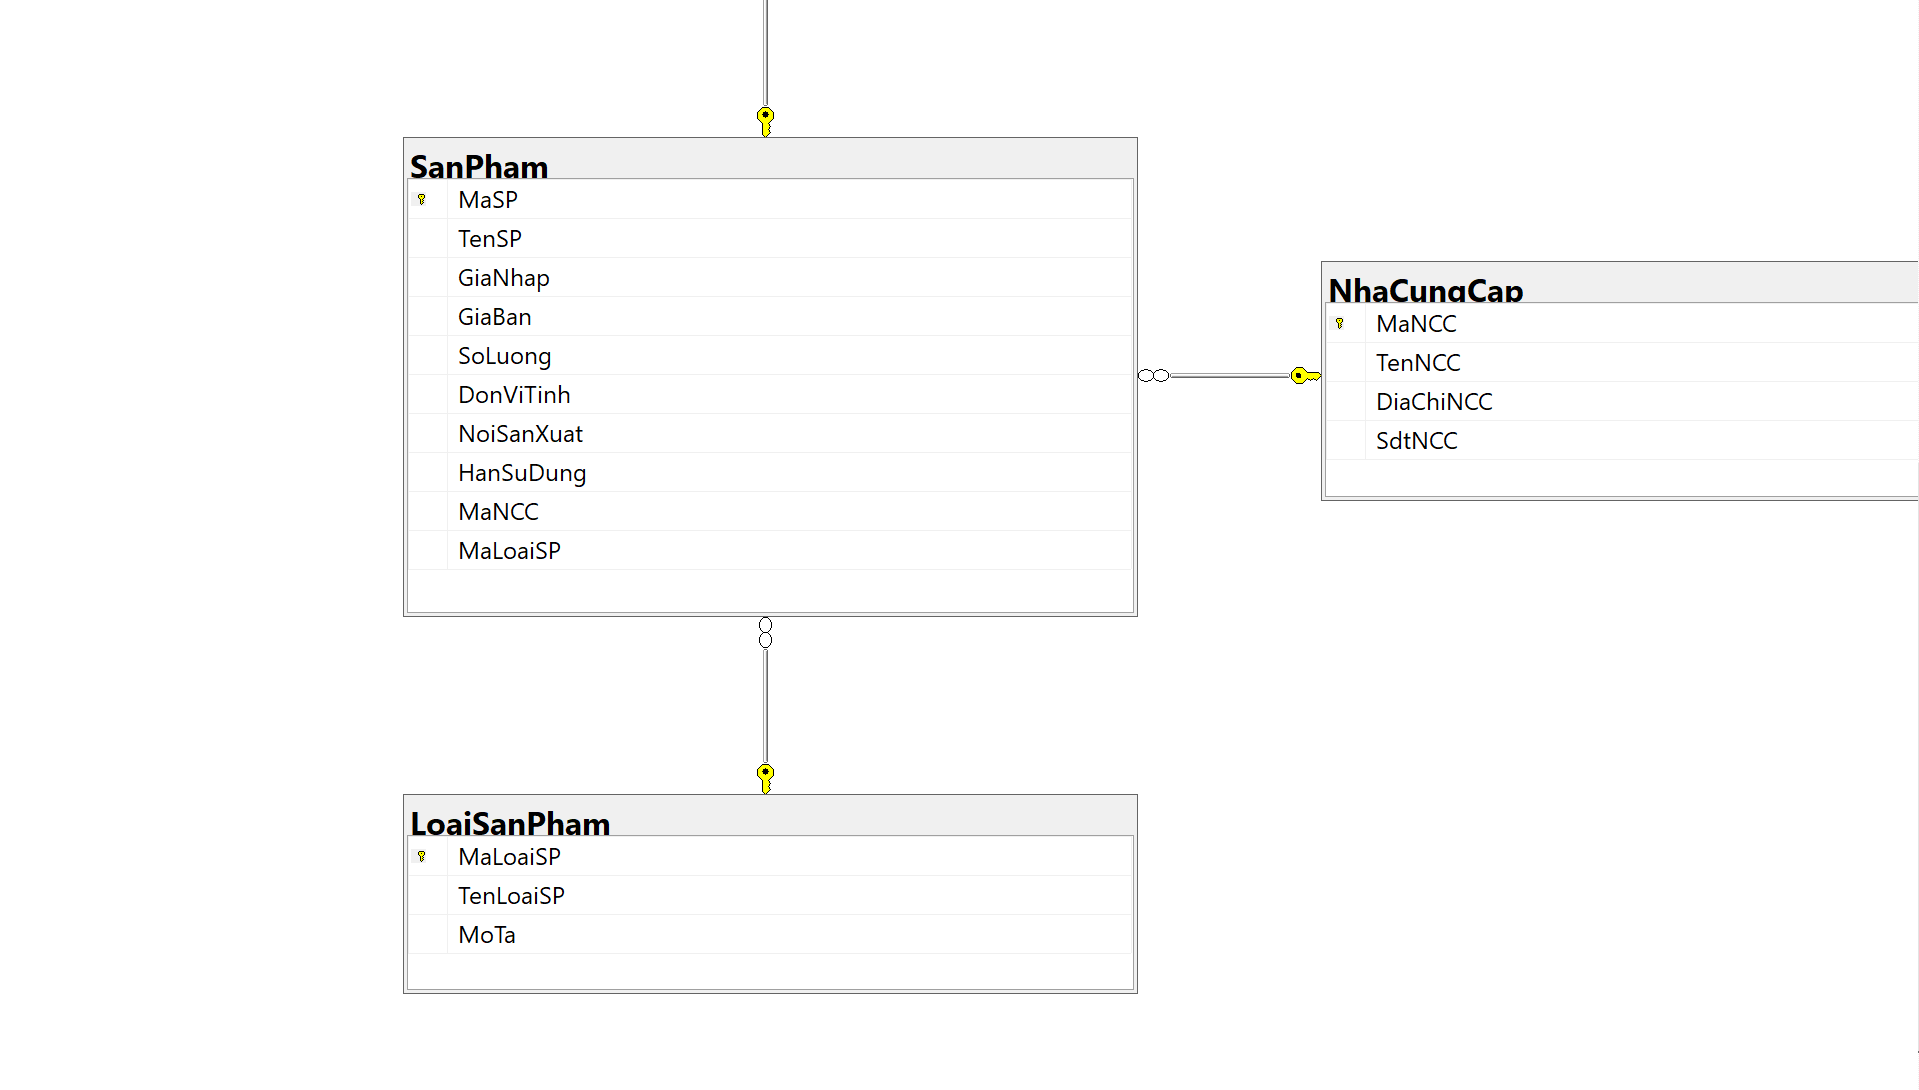 SanPham
MaSP
TenSP
GiaNhap
GiaBan
SoLuong
DonViTinh
NoiSanXuat
HanSuDung
MaNCC
MaLoaiSP
NhaCungCap
MaNCC
TenNCC
DiaChiNCC
SdtNCC
LoaiSanPham
MaLoaiSP
TenLoaiSP
MoTa